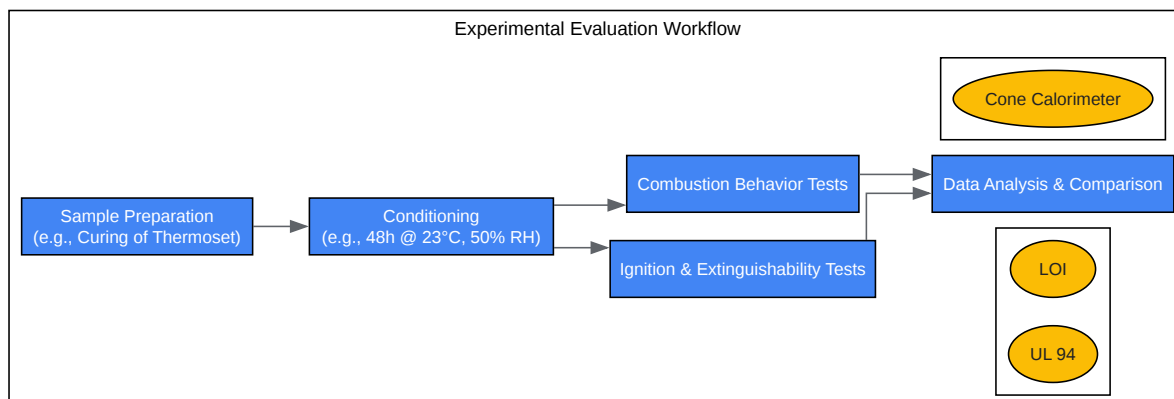 Experimental Evaluation Workflow
Cone Calorimeter
Combustion Behavior Tests
Data Analysis & Comparison
Sample Preparation
(e.g., Curing of Thermoset)
Conditioning
(e.g., 48h @ 23°C, 50% RH)
Ignition & Extinguishability Tests
LOI
UL 94